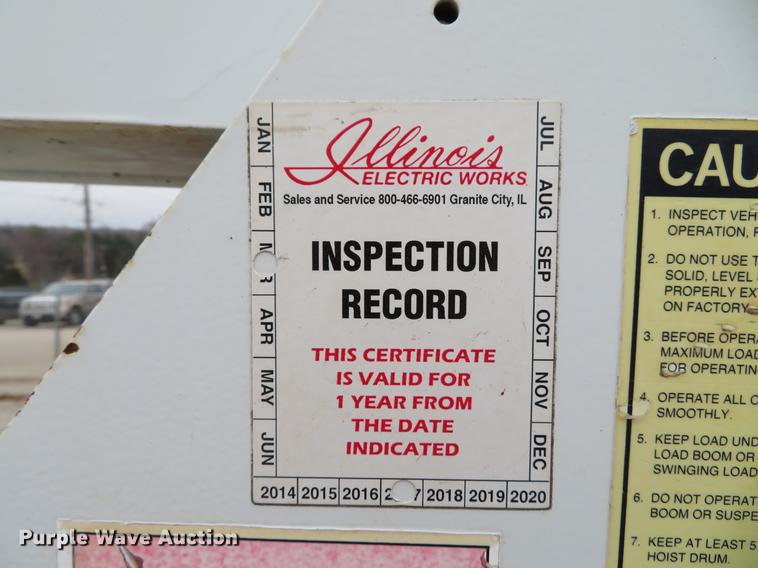 JAN
FEB
APR
MAY
JUN
Illinois
ELECTRIC WORKS
Sales and Service 800-466-6901 Granite City, IL
INSPECTION
RECORD
THIS CERTIFICATE
IS VALID FOR
1 YEAR FROM
THE DATE
INDICATED
JUL
AUG
SEP
OCT
NOV
DEC
2014 2015 2016 2018 2019 2020
CAU
1. INSPECT VEH
OPERATION, 
2. DO NOT USE T
SOLID, LEVEL
PROPERLY EX
ON FACTORY
3. BEFORE OPERA
MAXIMUM LOAD
FOR OPERATING
4. OPERATE ALL C
SMOOTHLY.
5. KEEP LOAD UND
LOAD BOOM OR
SWINGING LOAD
6. DO NOT OPERAT
BOOM OR SUSPE
7. KEEP AT LEAST 5
HOIST DRUM.
Purple Wave Auction